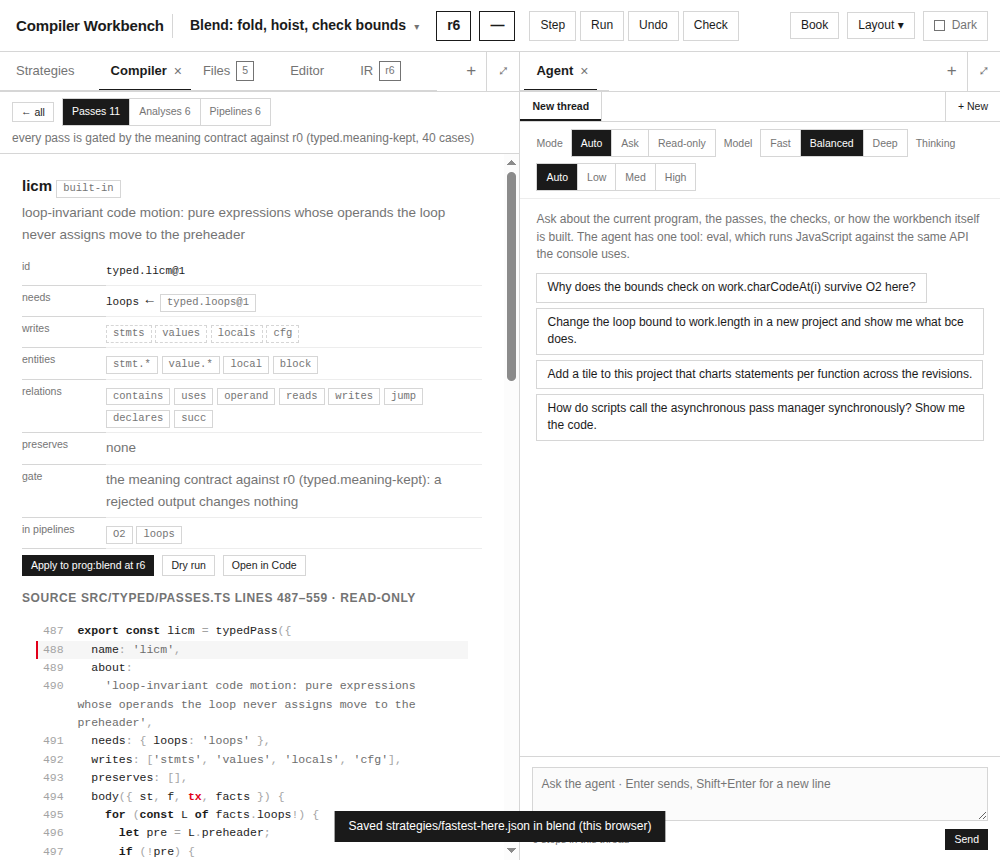 Compiler Workbench
Blend: fold, hoist, check bounds ▾
r6
—
Step
Run
Undo
Check
Book
Layout ▾
Dark
Strategies
Compiler ×
Files 5
Editor
IR r6
+
Agent ×
+
← all
Passes 11
Analyses 6
Pipelines 6
every pass is gated by the meaning contract against r0 (typed.meaning-kept, 40 cases)
licm built-in
loop-invariant code motion: pure expressions whose operands the loop
never assigns move to the preheader
id typed.licm@1
needs loops ← typed.loops@1
writes stmts values locals cfg
entities stmt.* value.* local block
relations contains uses operand reads writes jump
declares succ
preserves none
gate the meaning contract against r0 (typed.meaning-kept): a
rejected output changes nothing
in pipelines O2 loops
Apply to prog:blend at r6
Dry run
Open in Code
SOURCE SRC/TYPED/PASSES.TS LINES 487–559 · READ-ONLY
487 export const licm = typedPass({
488 name: 'licm',
489 about:
490 'loop-invariant code motion: pure expressions
whose operands the loop never assigns move to the
preheader',
491 needs: { loops: 'loops' },
492 writes: ['stmts', 'values', 'locals', 'cfg'],
493 preserves: [],
494 body({ st, f, tx, facts }) {
495 for (const L of facts.loops!) {
496 let pre = L.preheader;
497 if (!pre) {
New thread
+ New
Mode Auto Ask Read-only Model Fast Balanced Deep Thinking
Auto Low Med High
Ask about the current program, the passes, the checks, or how the workbench itself
is built. The agent has one tool: eval, which runs JavaScript against the same API
the console uses.
Why does the bounds check on work.charCodeAt(i) survive O2 here?
Change the loop bound to work.length in a new project and show me what bce
does.
Add a tile to this project that charts statements per function across the revisions.
How do scripts call the asynchronous pass manager synchronously? Show me
the code.
Ask the agent · Enter sends, Shift+Enter for a new line
Saved strategies/fastest-here.json in blend (this browser)
Send